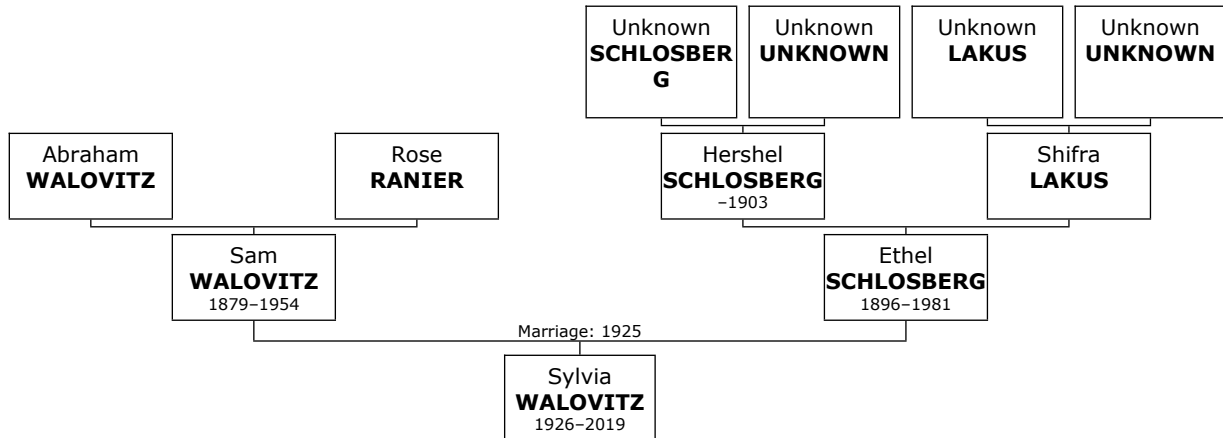 Unknown
SCHLOSBER
G
Unknown
UNKNOWN
Unknown
LAKUS
Unknown
UNKNOWN
Abraham
WALOVITZ
Rose
RANIER
Hershel
SCHLOSBERG
–1903
Shifra
LAKUS
Sam
WALOVITZ
1879–1954
Ethel
SCHLOSBERG
1896–1981
Marriage: 1925
Sylvia
WALOVITZ
1926–2019